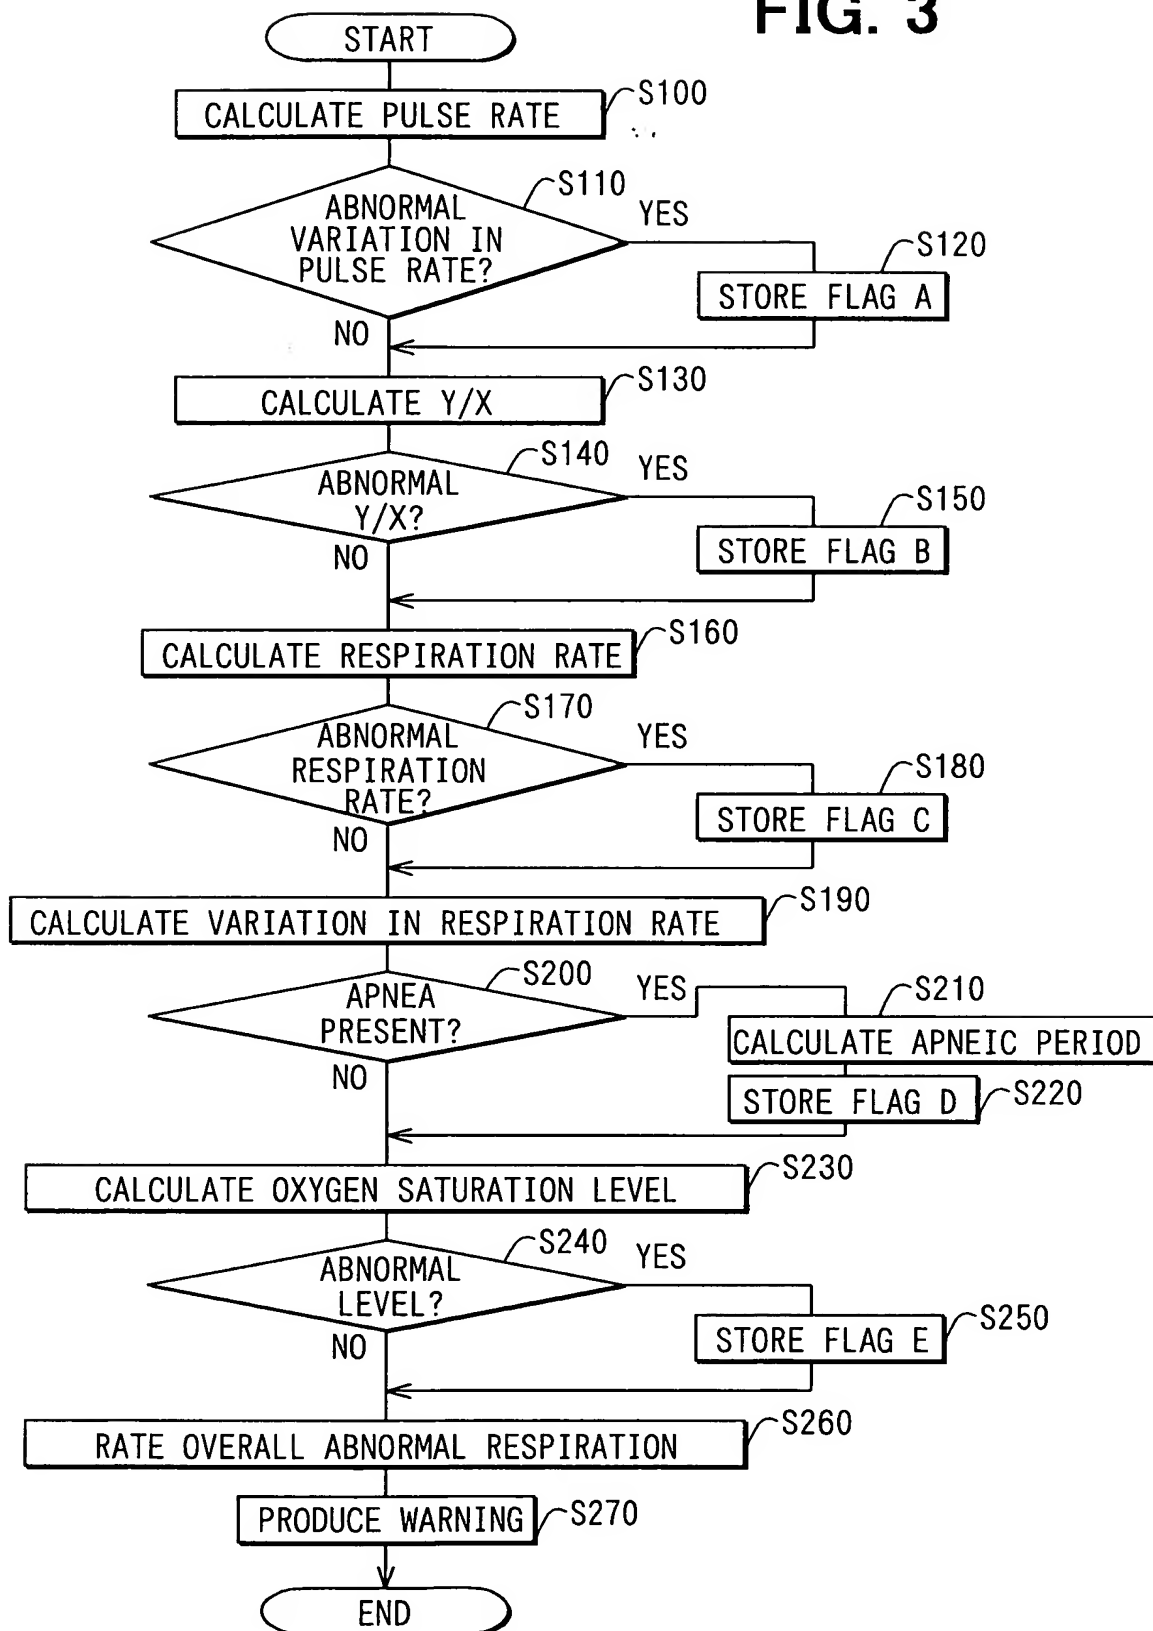 FIG. 3
START
CALCULATE PULSE RATE
S100
ABNORMAL
VARIATION IN
PULSE RATE?
S110
YES
S120
STORE FLAG A
NO
CALCULATE Y/X
S130
ABNORMAL
Y/X?
S140
YES
S150
STORE FLAG B
NO
CALCULATE RESPIRATION RATE
S160
ABNORMAL
RESPIRATION
RATE?
S170
YES
S180
STORE FLAG C
NO
CALCULATE VARIATION IN RESPIRATION RATE
S190
APNEA
PRESENT?
S200
YES
S210
CALCULATE APNEIC PERIOD
STORE FLAG D
S220
NO
CALCULATE OXYGEN SATURATION LEVEL
S230
ABNORMAL
LEVEL?
S240
YES
S250
STORE FLAG E
NO
RATE OVERALL ABNORMAL RESPIRATION
S260
PRODUCE WARNING
S270
END